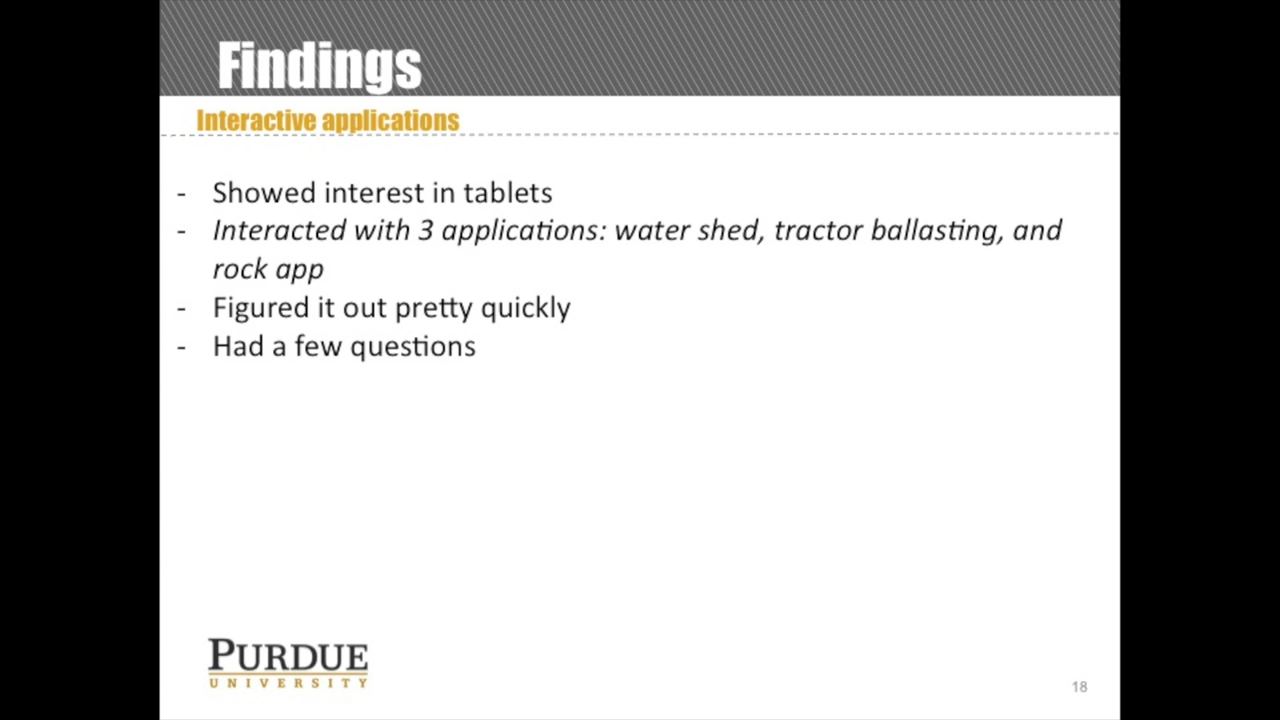 Findings
Interactive applications
- Showed interest in tablets
- Interacted with 3 applications: water shed, tractor ballasting, and
rock app
- Figured it out pretty quickly
- Had a few questions
PURDUE
UNIVERSITY
18